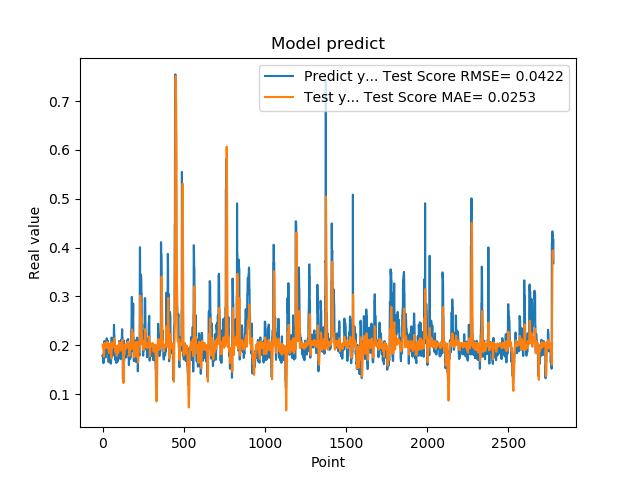 Model predict
Predict y... Test Score RMSE= 0.0422
Test y... Test Score MAE= 0.0253
0.7
0.6
0.5
0.4
0.3
0.2
0.1
Real value
0 500 1000 1500 2000 2500
Point